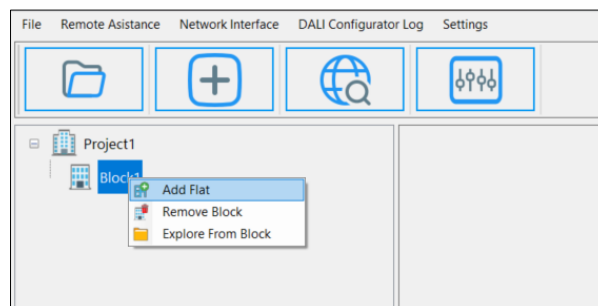 File Remote Asistance Network Interface DALI Configurator Log Settings
Project1
Block1
Add Flat
Remove Block
Explore From Block